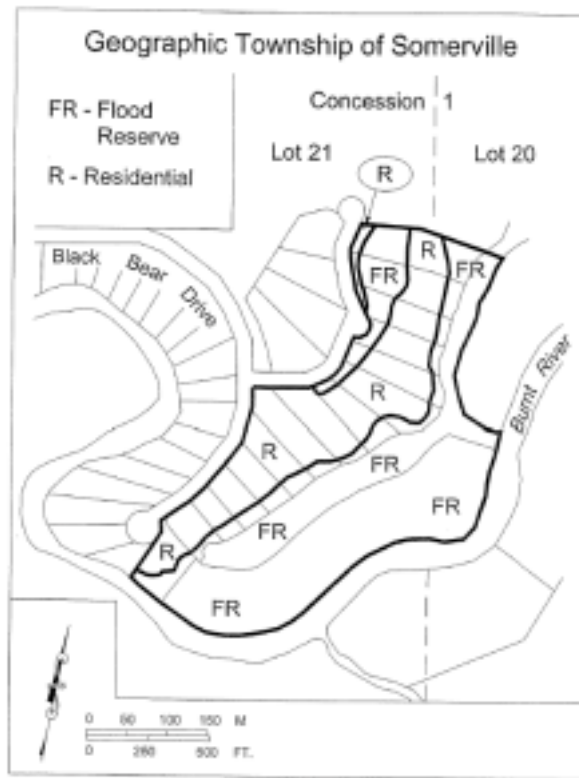 Geographic Township of Somerville
FR - Flood
Reserve
R - Residential
Concession 1
Lot 21
Lot 20
R
R
FR
FR
Black Bear Drive
Burnt River
R
R
FR
FR
FR
R
FR
0 50 100 150 M
0 250 500 FT.